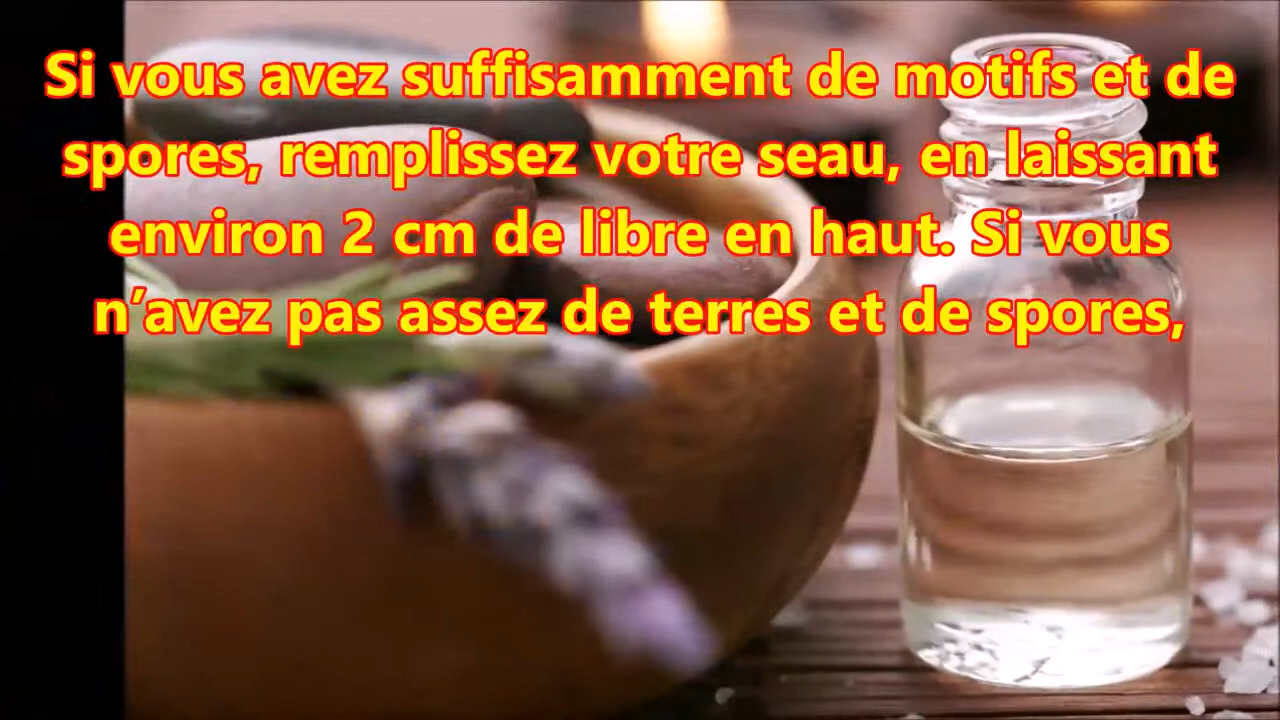 Si vous avez suffisamment de motifs et de
spores, remplissez votre seau, en laissant
environ 2 cm de libre en haut. Si vous
n’avez pas assez de terres et de spores,